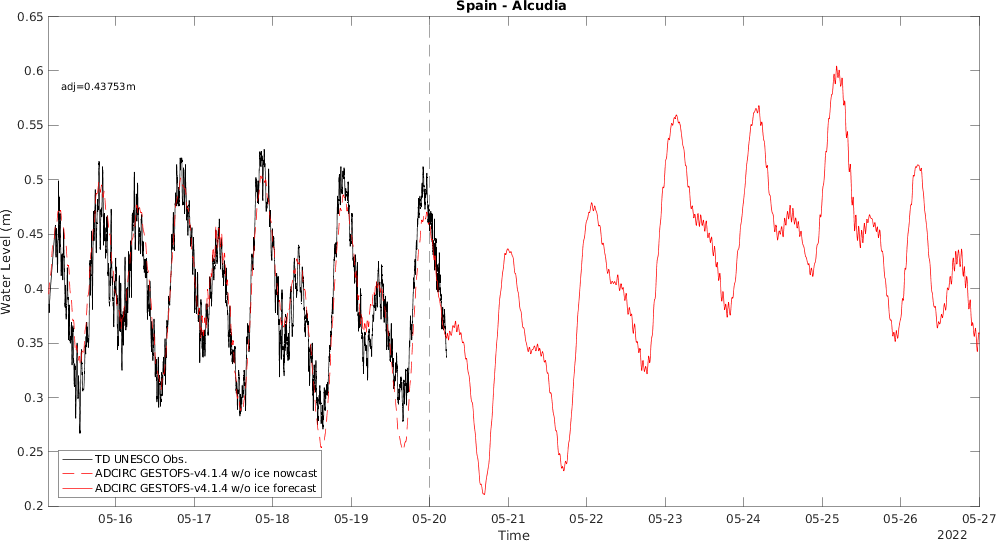 Spain - Alcudia
0.65
0.6
0.55
0.5
0.45
0.4
0.35
0.3
0.25
0.2
Water Level (m)
adj=0.43753m
TD UNESCO Obs.
ADCIRC GESTOFS-v4.1.4 w/o ice nowcast
ADCIRC GESTOFS-v4.1.4 w/o ice forecast
05-16 05-17 05-18 05-19 05-20 05-21 05-22 05-23 05-24 05-25 05-26 05-27
Time
2022